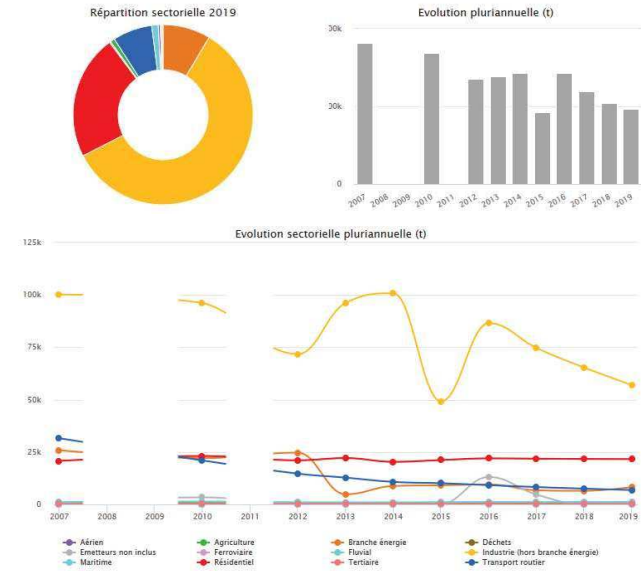 Répartition sectorielle 2019
Evolution pluriannuelle (t)
00k
00k
0
2007 2008 2009 2010 2011 2012 2013 2014 2015 2016 2017 2018 2019
Evolution sectorielle pluriannuelle (t)
125k
100k
75k
50k
25k
0
2007 2008 2009 2010 2011 2012 2013 2014 2015 2016 2017 2018 2019
Aérien Agriculture Branche énergie Déchets
Emetteurs non inclus Ferroviaire Fluvial Industrie (hors branche énergie)
Maritime Résidentiel Tertiaire Transport routier